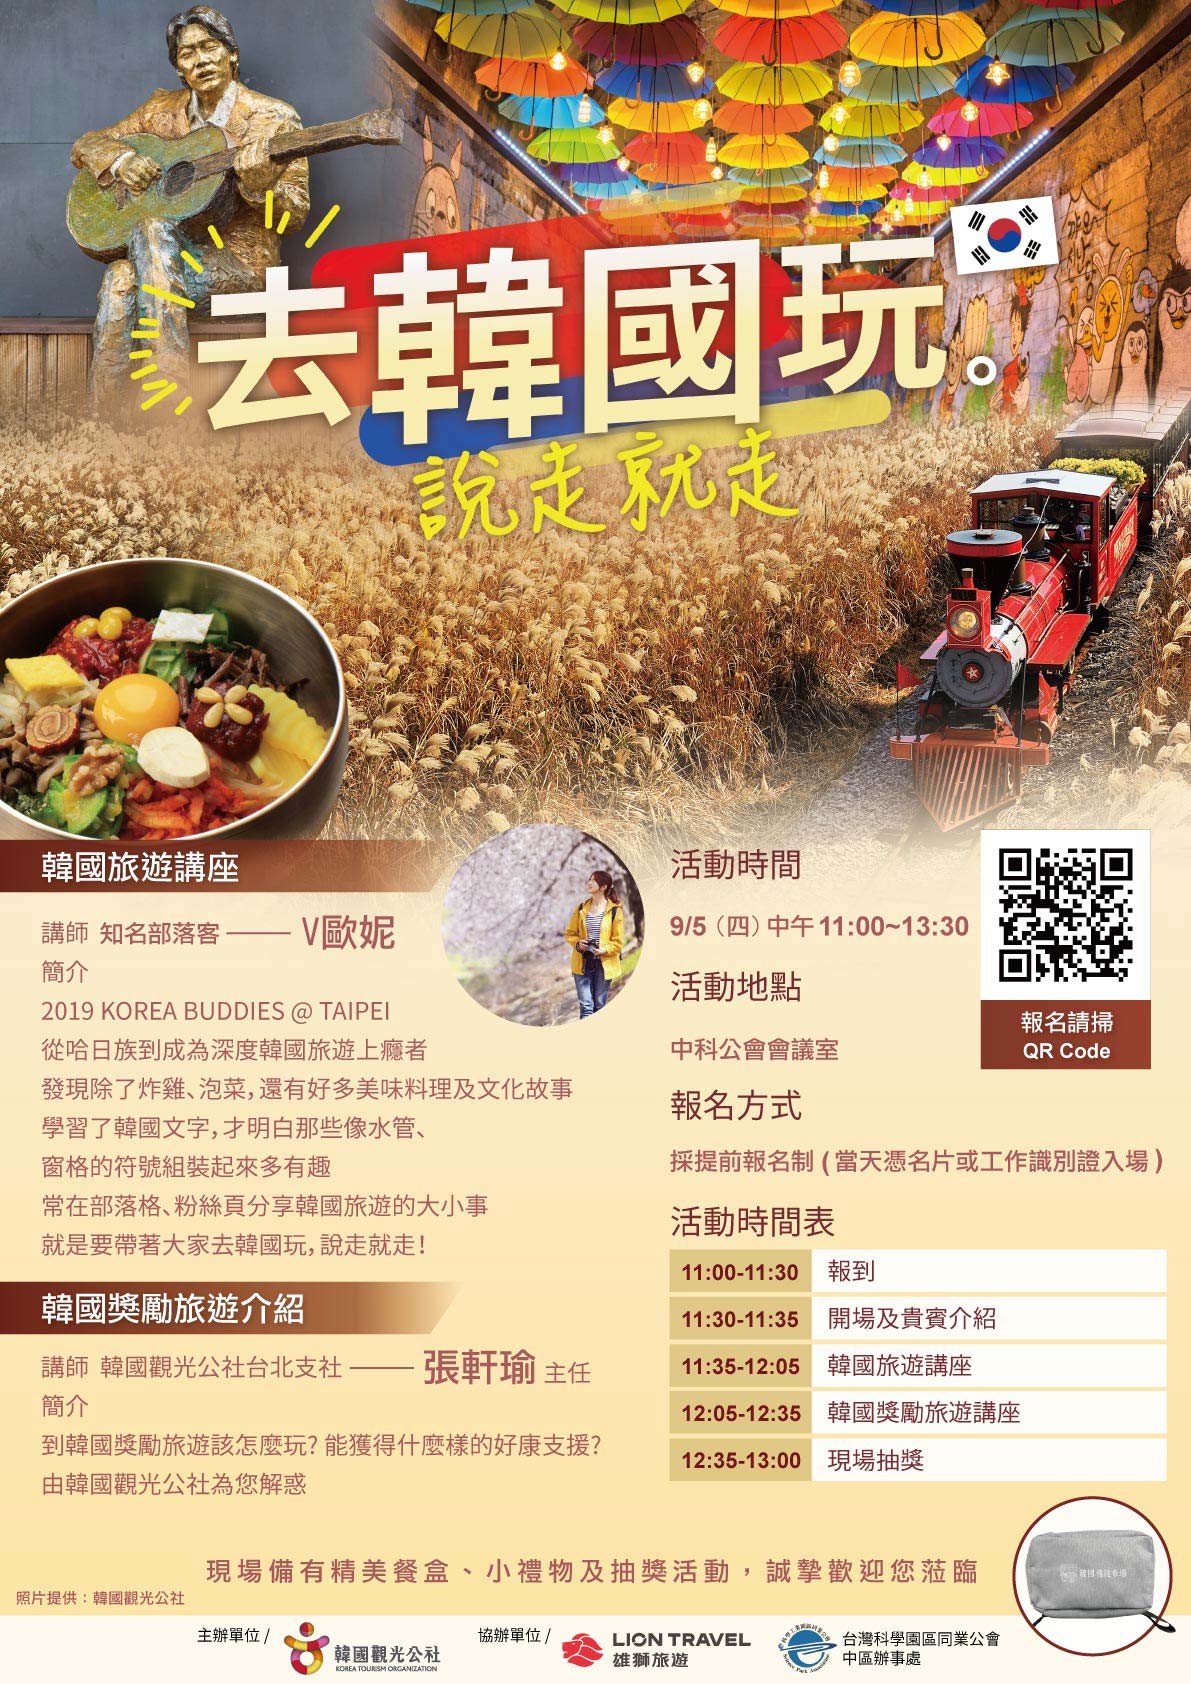 去韓國玩。
說走就走
韓國旅遊講座
講師 知名部落客 —— V歐妮
簡介
2019 KOREA BUDDIES @ TAIPEI
從哈日族到成為深度韓國旅遊上癮者
發現除了炸雞、泡菜，還有好多美味料理及文化故事
學習了韓國文字，才明白那些像水管、
窗格的符號組裝起來多有趣
常在部落格、粉絲頁分享韓國旅遊的大小事
就是要帶著大家去韓國玩，說走就走！
韓國獎勵旅遊介紹
講師 韓國觀光公社台北支社 —— 張軒瑜 主任
簡介
到韓國獎勵旅遊該怎麼玩? 能獲得什麼樣的好康支援?
由韓國觀光公社為您解惑
活動時間
9/5（四）中午 11:00~13:30
活動地點
中科公會會議室
報名方式
採提前報名制 ( 當天憑名片或工作識別證入場 )
報名請掃
QR Code
活動時間表
11:00-11:30 報到
11:30-11:35 開場及貴賓介紹
11:35-12:05 韓國旅遊講座
12:05-12:35 韓國獎勵旅遊講座
12:35-13:00 現場抽獎
現場備有精美餐盒、小禮物及抽獎活動，誠摯歡迎您蒞臨
照片提供：韓國觀光公社
主辦單位 /
韓國觀光公社
KOREA TOURISM ORGANIZATION
協辦單位 /
LION TRAVEL
雄獅旅遊
台灣科學園區同業公會
中區辦事處